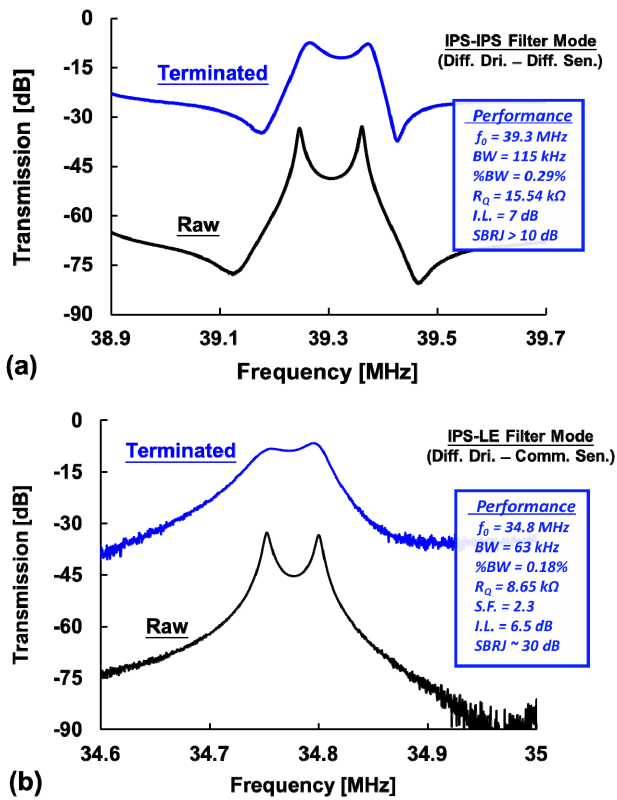 0
IPS-IPS Filter Mode
(Diff. Dri. – Diff. Sen.)
-15
Terminated
-30
Performance
f0 = 39.3 MHz
BW = 115 kHz
%BW = 0.29%
RQ = 15.54 kΩ
I.L. = 7 dB
SBRJ > 10 dB
-45
-60
Raw
-75
-90
Transmission [dB]
38.9 39.1 39.3 39.5 39.7
Frequency [MHz]
(a)
0
IPS-LE Filter Mode
(Diff. Dri. – Comm. Sen.)
Terminated
-15
-30
Performance
f0 = 34.8 MHz
BW = 63 kHz
%BW = 0.18%
RQ = 8.65 kΩ
S.F. = 2.3
I.L. = 6.5 dB
SBRJ ~ 30 dB
-45
-60
Raw
-75
-90
Transmission [dB]
34.6 34.7 34.8 34.9 35
Frequency [MHz]
(b)